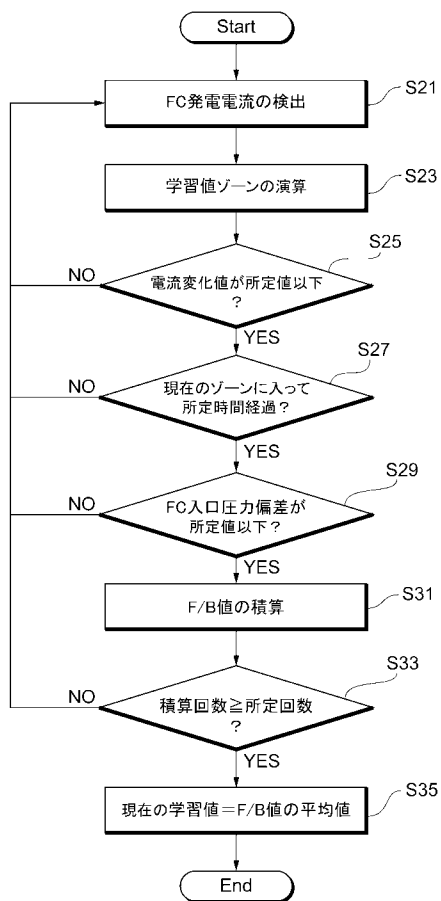 Start
FC発電電流の検出
S21
学習値ゾーンの演算
S23
S25
NO
電流変化値が所定値以下
?
YES
S27
NO
現在のゾーンに入って
所定時間経過?
YES
S29
NO
FC入口圧力偏差が
所定値以下?
YES
F/B値の積算
S31
S33
NO
積算回数≧所定回数
?
YES
現在の学習値=F/B値の平均値
S35
End